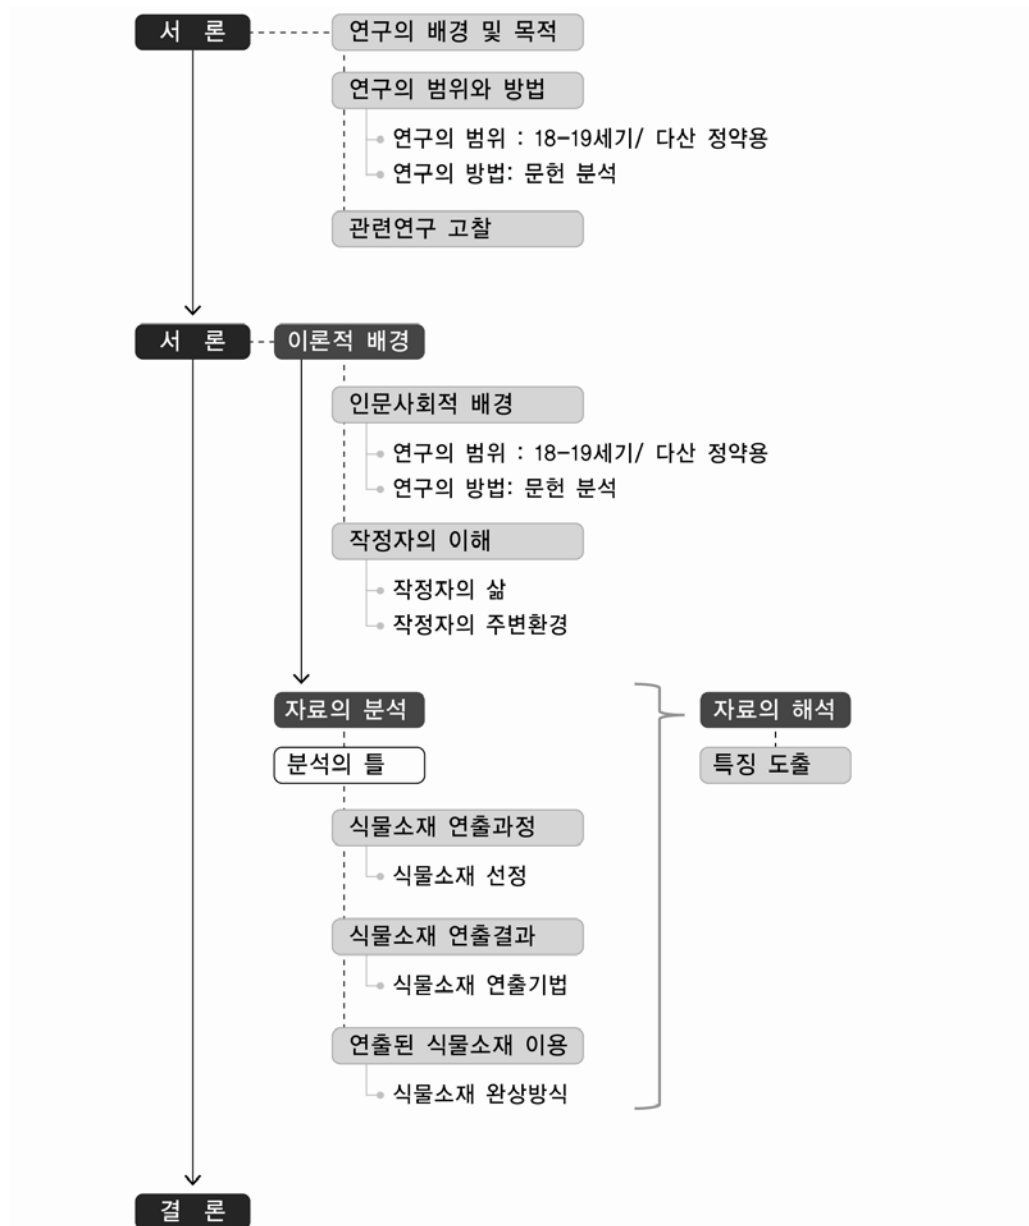 서 론
연구의 배경 및 목적
연구의 범위와 방법
연구의 범위 : 18-19세기/ 다산 정약용
연구의 방법: 문헌 분석
관련연구 고찰
서 론
이론적 배경
인문사회적 배경
연구의 범위 : 18-19세기/ 다산 정약용
연구의 방법: 문헌 분석
작정자의 이해
작정자의 삶
작정자의 주변환경
자료의 분석
자료의 해석
분석의 틀
특징 도출
식물소재 연출과정
식물소재 선정
식물소재 연출결과
식물소재 연출기법
연출된 식물소재 이용
식물소재 완상방식
결 론